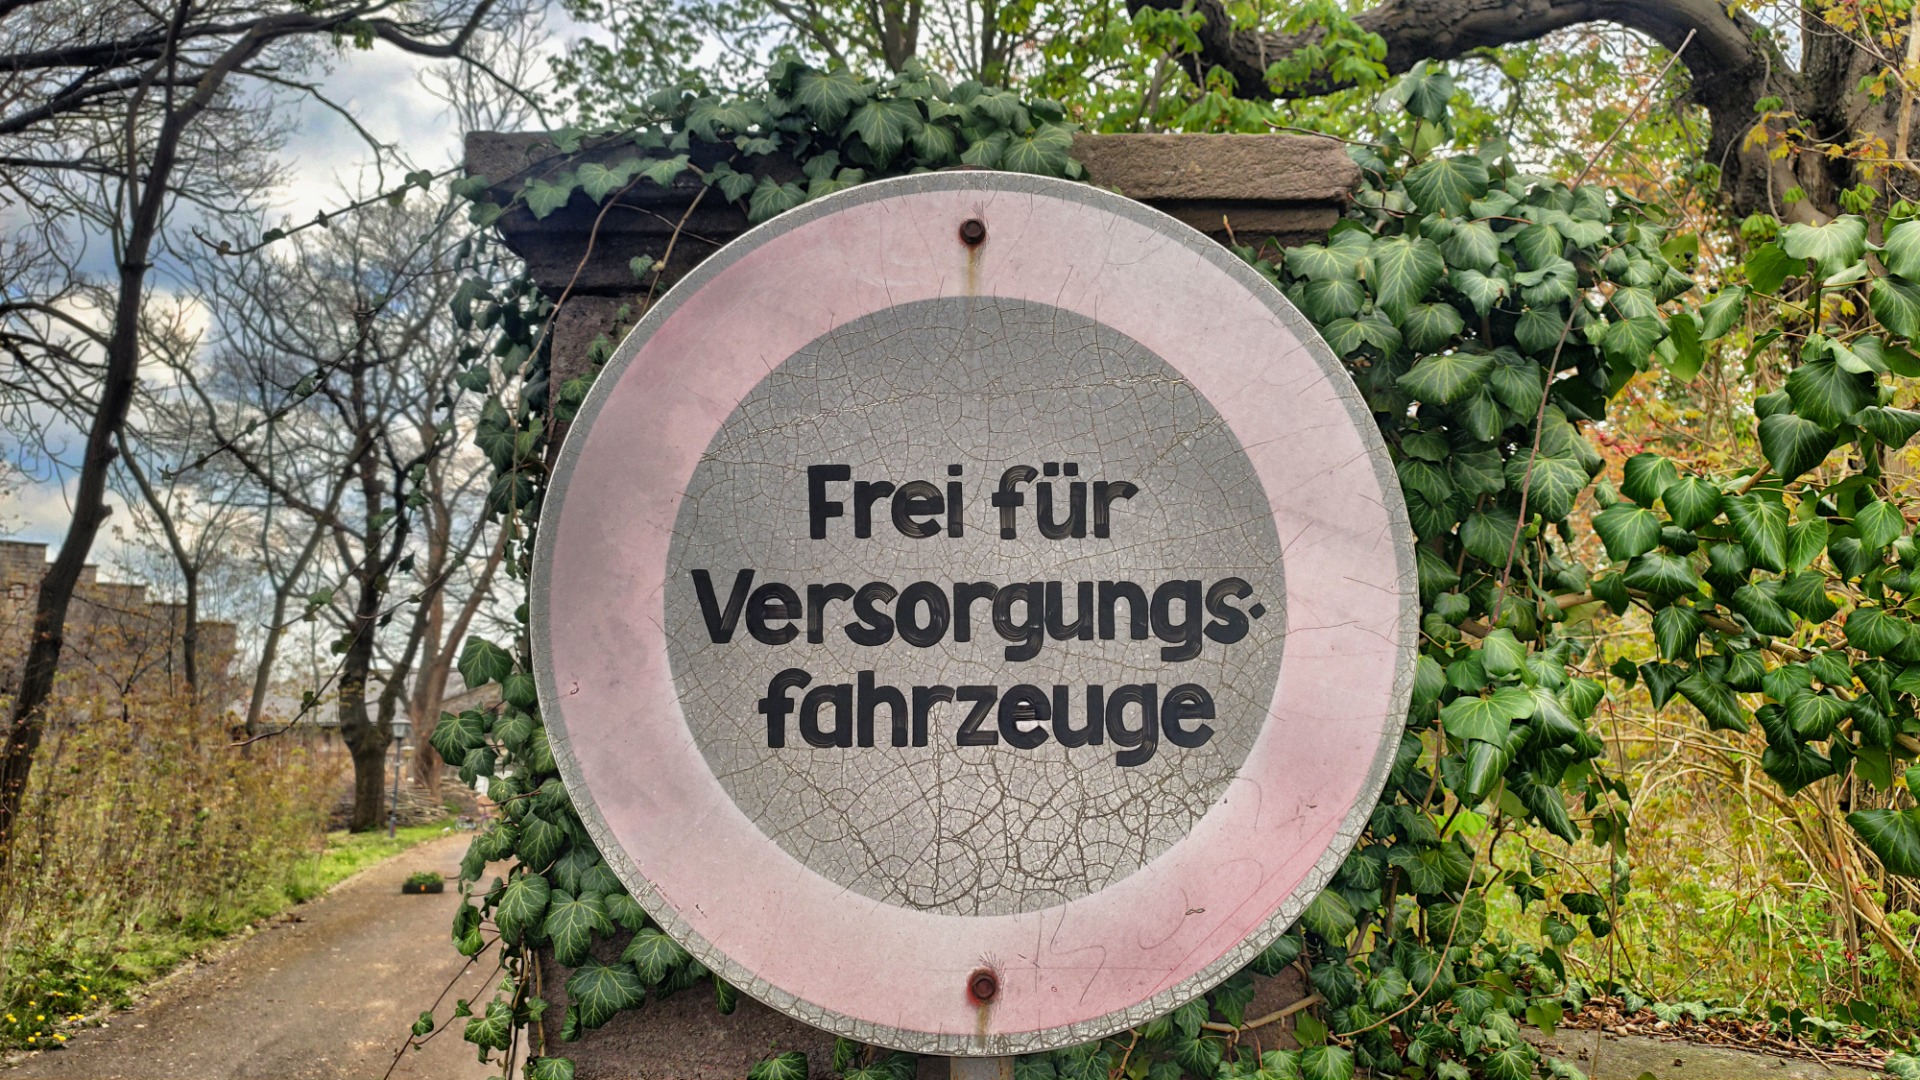 Frei für
Versorgungs-
fahrzeuge